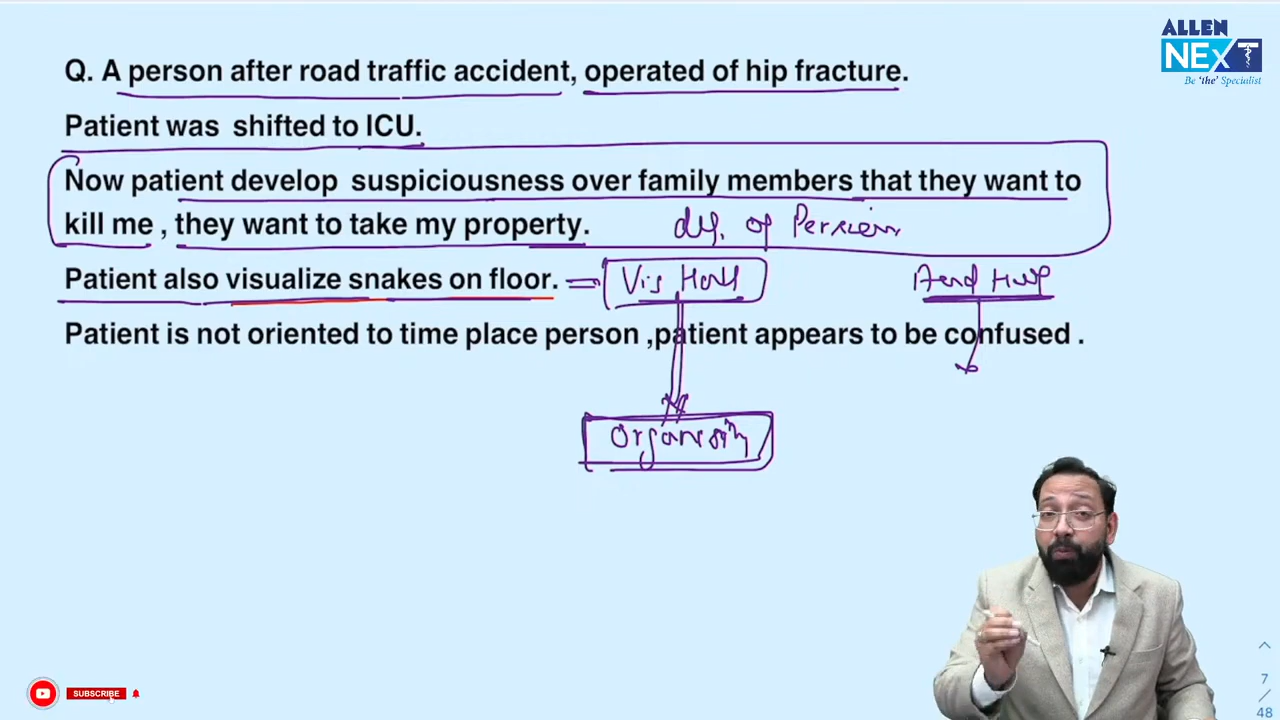 ALLEN
NEXT
Be 'the' Specialist
Q. A person after road traffic accident, operated of hip fracture.
Patient was shifted to ICU.
Now patient develop suspiciousness over family members that they want to
kill me , they want to take my property.
of
Patient also visualize snakes on floor. = Vis Hall
Patient is not oriented to time place person ,patient appears to be confused .
SUBSCRIBE
7
/
48